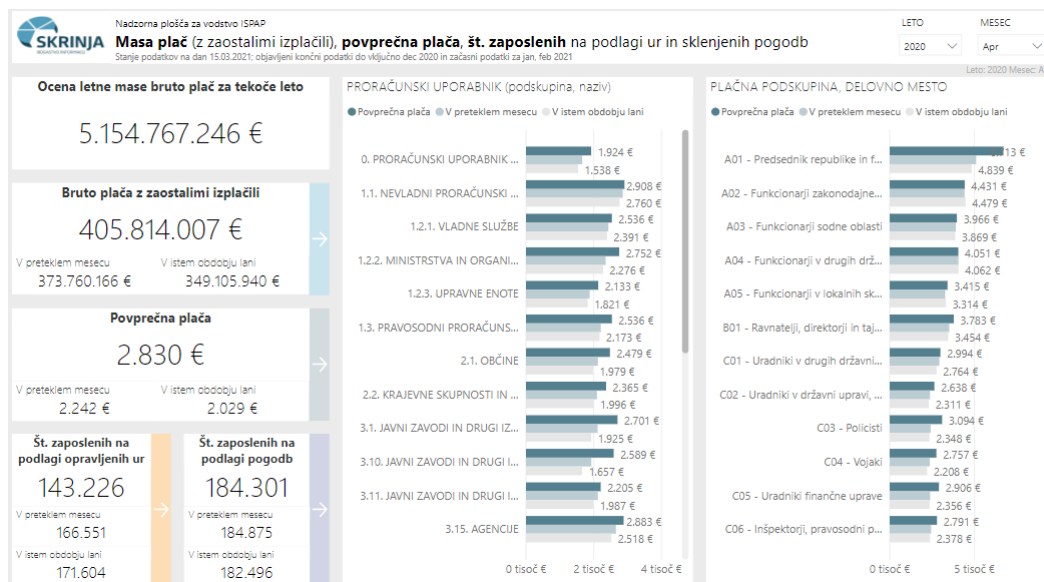 SKRINJA
Nadzorna plošča za vodstvo ISPAP
Masa plač (z zaostalimi izplačili), povprečna plača, št. zaposlenih na podlagi ur in sklenjenih pogodb
Stanje podatkov na dan 15.03.2021; objavljeni končni podatki do vključno dec 2020 in začasni podatki za jan, feb 2021
LETO
MESEC
2020
Apr
Leto: 2020 Mesec: A
Ocena letne mase bruto plač za tekoče leto
5.154.767.246 €
Bruto plača z zaostalimi izplačili
405.814.007 €
V preteklem mesecu
V istem obdobju lani
373.760.166 €
349.105.940 €
Povprečna plača
2.830 €
V preteklem mesecu
V istem obdobju lani
2.242 €
2.029 €
Št. zaposlenih na
podlagi opravljenih ur
143.226
V preteklem mesecu
166.551
V istem obdobju lani
171.604
Št. zaposlenih na
podlagi pogodb
184.301
V preteklem mesecu
184.875
V istem obdobju lani
182.496
PRORAČUNSKI UPORABNIK (podskupina, naziv)
Povprečna plača
V preteklem mesecu
V istem obdobju lani
0. PRORAČUNSKI UPORABNIK ...
1.924 €
1.538 €
1.1. NEVLADNI PRORAČUNSKI ...
2.908 €
2.760 €
1.2.1. VLADNE SLUŽBE
2.536 €
2.391 €
1.2.2. MINISTRSTVA IN ORGANI...
2.752 €
2.276 €
1.2.3. UPRAVNE ENOTE
2.133 €
1.821 €
1.3. PRAVOSODNI PRORAČUNS...
2.536 €
2.173 €
2.1. OBČINE
2.479 €
1.979 €
2.2. KRAJEVNE SKUPNOSTI IN ...
2.365 €
1.996 €
3.1. JAVNI ZAVODI IN DRUGI IZ...
2.701 €
1.925 €
3.10. JAVNI ZAVODI IN DRUGI I...
2.589 €
1.657 €
3.11. JAVNI ZAVODI IN DRUGI I...
2.205 €
1.987 €
3.15. AGENCIJE
2.883 €
2.518 €
0 tisoč €
2 tisoč €
4 tisoč €
PLAČNA PODSKUPINA, DELOVNO MESTO
Povprečna plača
V preteklem mesecu
V istem obdobju lani
A01 - Predsednik republike in f...
13 €
4.839 €
A02 - Funkcionarji zakonodajne...
4.431 €
4.479 €
A03 - Funkcionarji sodne oblasti
3.966 €
3.869 €
A04 - Funkcionarji v drugih drž...
4.051 €
4.062 €
A05 - Funkcionarji v lokalnih sk...
3.415 €
3.314 €
B01 - Ravnatelji, direktorji in taj...
3.783 €
3.454 €
C01 - Uradniki v drugih državni...
2.994 €
2.764 €
C02 - Uradniki v državni upravi, ...
2.638 €
2.311 €
C03 - Policisti
3.094 €
2.348 €
C04 - Vojaki
2.757 €
2.208 €
C05 - Uradniki finančne uprave
2.906 €
2.356 €
C06 - Inšpektorji, pravosodni p...
2.791 €
2.378 €
0 tisoč €
5 tisoč €